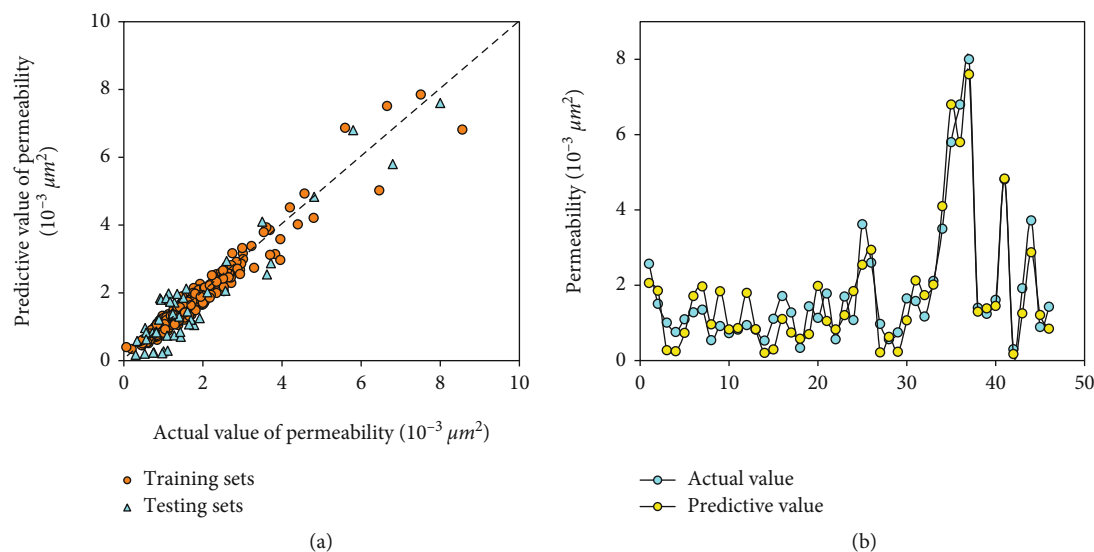 10
8
6
4
2
0
0 2 4 6 8 10
Predictive value of permeability
(10⁻³ μm²)
Actual value of permeability (10⁻³ μm²)
Training sets
Testing sets
(a)
8
6
4
2
0
0 10 20 30 40 50
Permeability (10⁻³ μm²)
Actual value
Predictive value
(b)